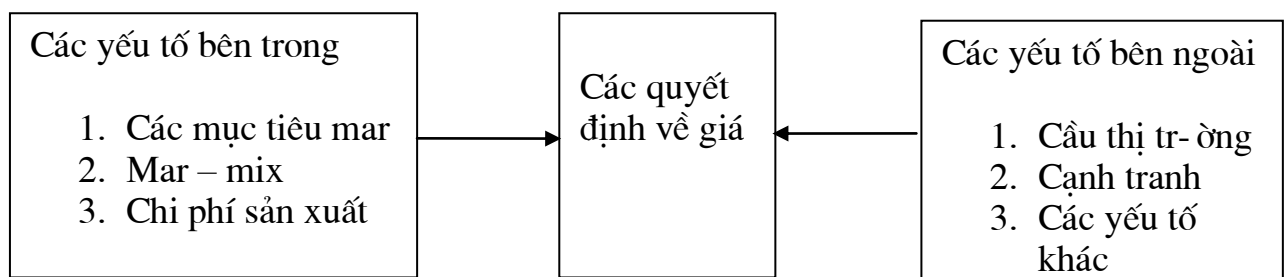 Các yếu tố bên trong
1. Các mục tiêu mar
2. Mar – mix
3. Chi phí sản xuất
Các quyết
định về giá
Các yếu tố bên ngoài
1. Cầu thị tr- ờng
2. Cạnh tranh
3. Các yếu tố
khác